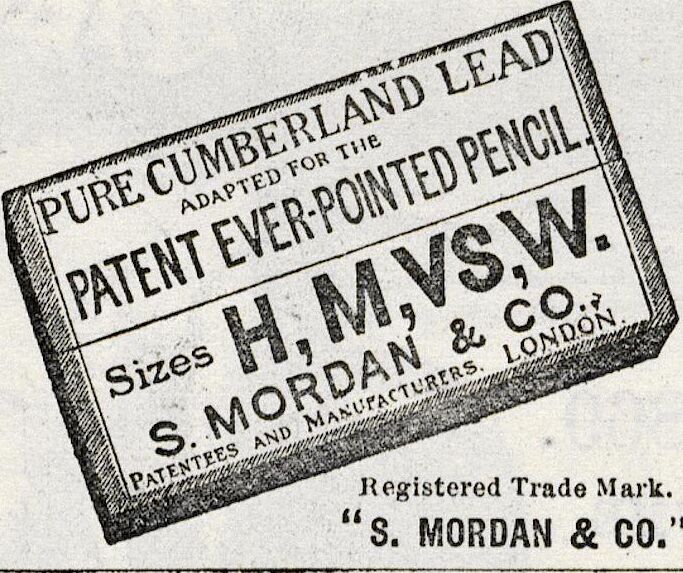 PURE CUMBERLAND LEAD
ADAPTED FOR THE
PATENT EVER-POINTED PENCIL.
Sizes H, M, VS, W.
S. MORDAN & CO.,
PATENTEES AND MANUFACTURERS. LONDON.
Registered Trade Mark.
"S. MORDAN & CO."